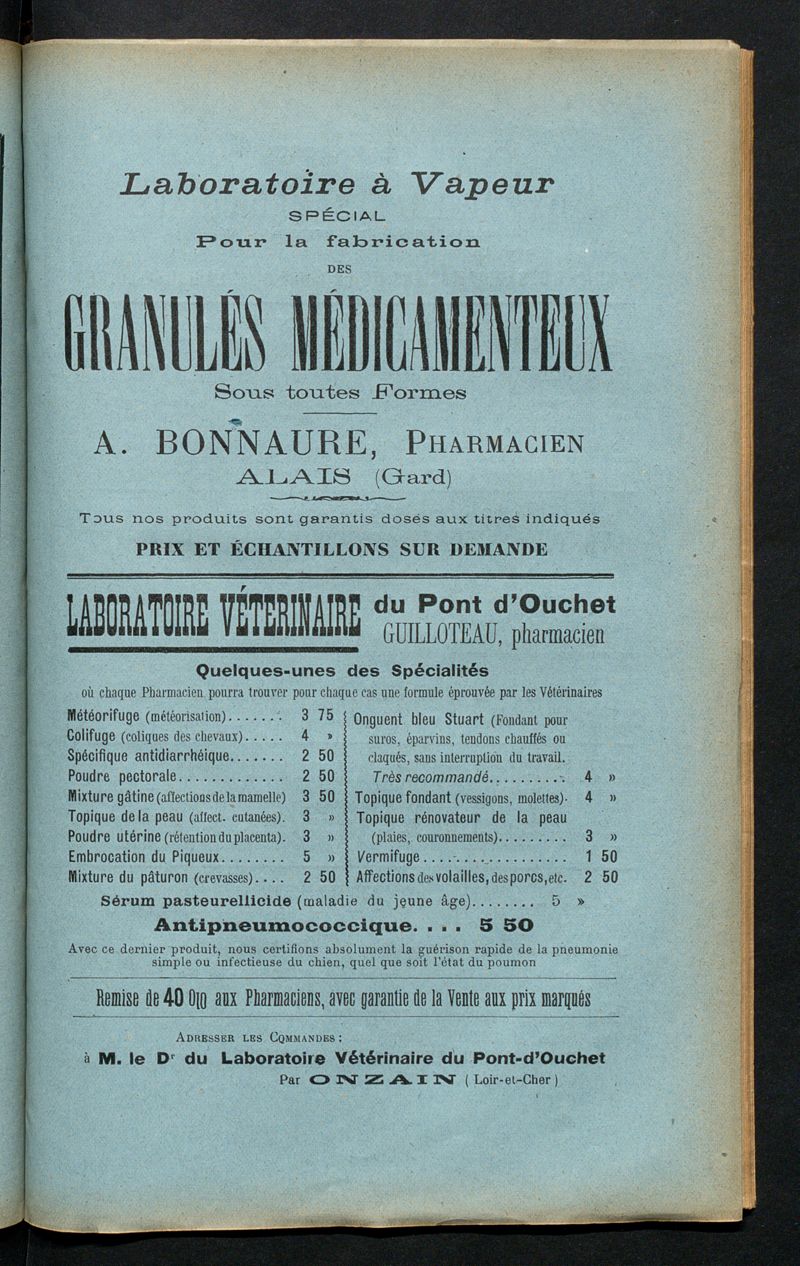 Laboratoire à Vapeur
SPÉCIAL
Pour la fabrication
DES
GRANULÉS MÉDICAMENTEUX
Sous toutes Formes
A. BONNAURE, PHARMACIEN
ALAIS (Gard)
Tous nos produits sont garantis dosés aux titres indiqués
PRIX ET ÉCHANTILLONS SUR DEMANDE
LABORATOIRE VÉTERINAIRE du Pont d'Ouchet
GUILLOTEAU, pharmacien
Quelques-unes des Spécialités
où chaque Pharmacien pourra trouver pour chaque cas une formule éprouvée par les Vétérinaires
Météorifuge (météorisation)....... 3 75
Colifuge (coliques des chevaux)..... 4 »
Spécifique antidiarrhéique....... 2 50
Poudre pectorale............. 2 50
Mixture gâtine (affections de la mamelle) 3 50
Topique de la peau (affect. cutanées). 3 »
Poudre utérine (rétention du placenta). 3 »
Embrocation du Piqueux........ 5 »
Mixture du pâturon (crevasses).... 2 50
Onguent bleu Stuart (Fondant pour
suros, éparvins, tendons chauffés ou
claqués, sans interruption du travail.
Très recommandé.......... 4 »
Topique fondant (vessigons, molettes). 4 »
Topique rénovateur de la peau
(plaies, couronnements)......... 3 »
Vermifuge.................. 1 50
Affections des volailles, des porcs, etc. 2 50
Sérum pasteurellicide (maladie du jeune âge)........ 5 »
Antipneumococcique.... 5 50
Avec ce dernier produit, nous certifions absolument la guérison rapide de la pneumonie
simple ou infectieuse du chien, quel que soit l'état du poumon
Remise de 40 0|0 aux Pharmaciens, avec garantie de la Vente aux prix marqués
ADRESSER LES COMMANDES :
à M. le Dr du Laboratoire Vétérinaire du Pont-d'Ouchet
Par ONZAIN (Loir-et-Cher)